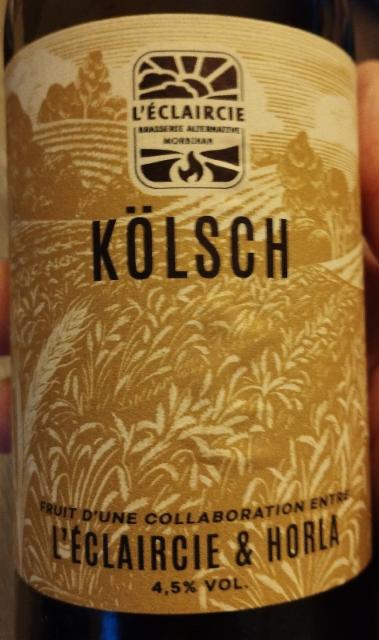 L'ÉCLAIRCIE
BRASSERIE ALTERNATIVE
MORBIHAN
KÖLSCH
FRUIT D'UNE COLLABORATION ENTRE
L'ÉCLAIRCIE & HORLA
4,5% VOL.